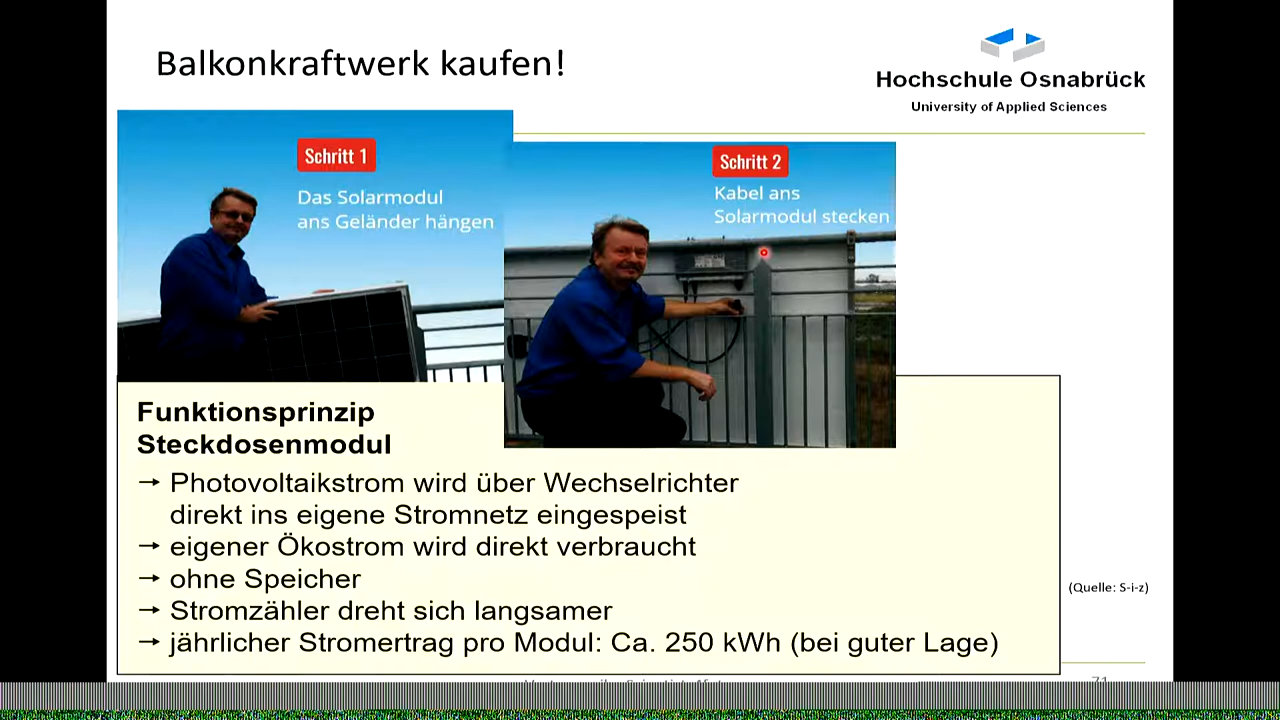 Balkonkraftwerk kaufen!
Hochschule Osnabrück
University of Applied Sciences
Schritt 1
Das Solarmodul
ans Geländer hängen
Schritt 2
Kabel ans
Solarmodul stecken
Funktionsprinzip
Steckdosenmodul
→ Photovoltaikstrom wird über Wechselrichter
direkt ins eigene Stromnetz eingespeist
→ eigener Ökostrom wird direkt verbraucht
→ ohne Speicher
→ Stromzähler dreht sich langsamer
→ jährlicher Stromertrag pro Modul: Ca. 250 kWh (bei guter Lage)
(Quelle: S-i-z)
71